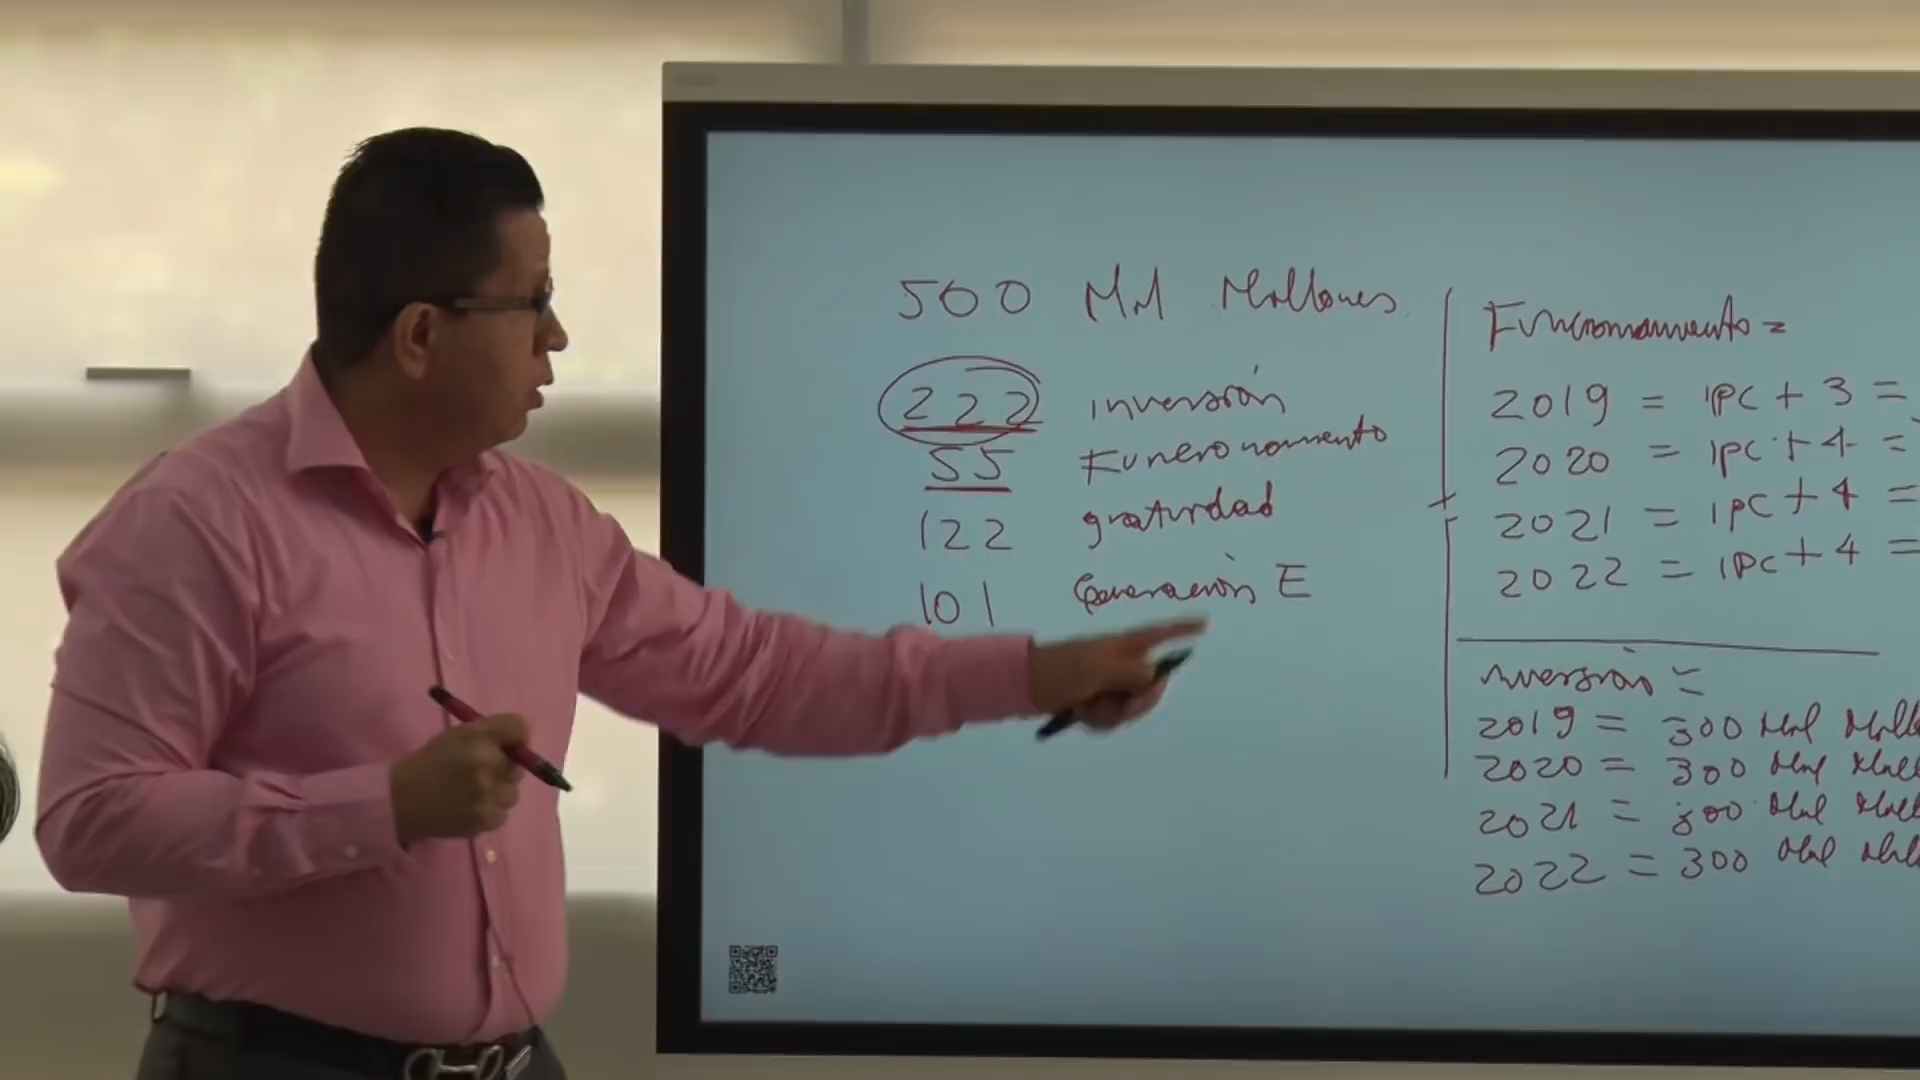 500 Mil Millones.
222 inversión
55 Funcionamiento
122 gratuidad
101 Generación E
Funcionamiento =
2019 = IPC + 3 =
2020 = IPC + 4 =
2021 = IPC + 4 =
2022 = IPC + 4 =
inversión =
2019 = 300 Mil Mill
2020 = 300 Mil Mill
2021 = 300 Mil Mill
2022 = 300 Mil Mill